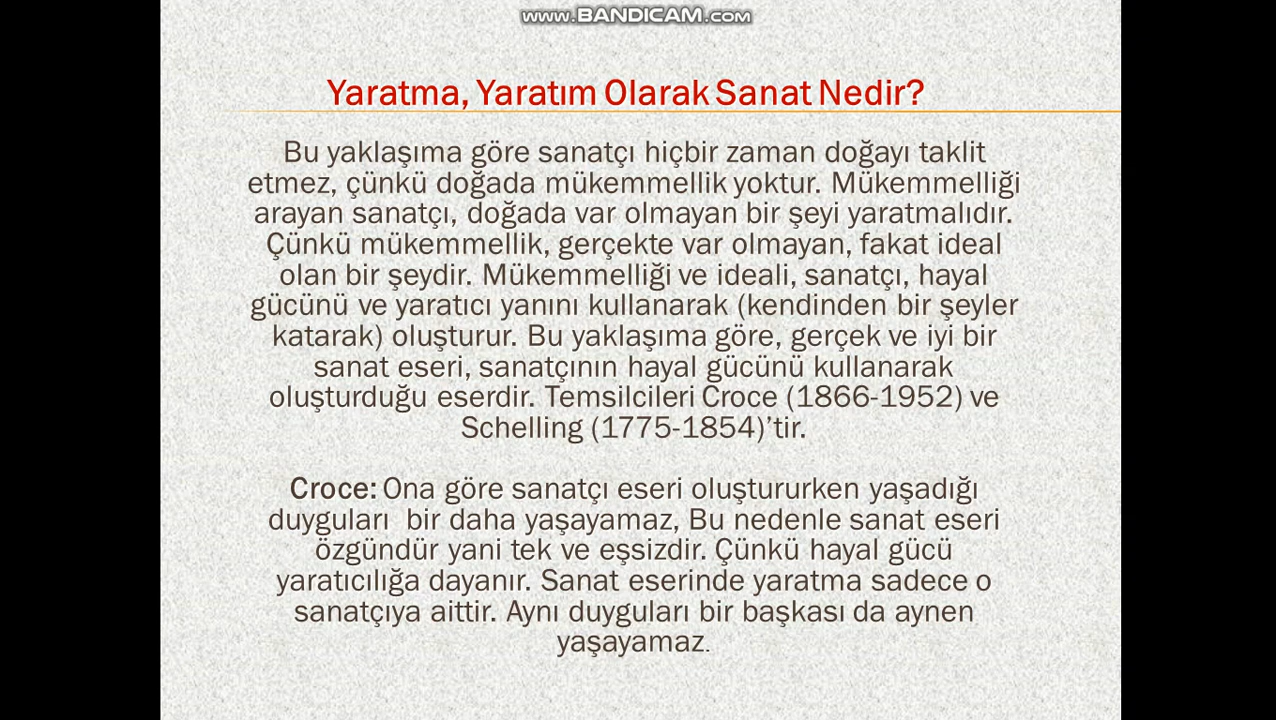 www.BANDICAM.com
Yaratma, Yaratım Olarak Sanat Nedir?
Bu yaklaşıma göre sanatçı hiçbir zaman doğayı taklit
etmez, çünkü doğada mükemmellik yoktur. Mükemmelliği
arayan sanatçı, doğada var olmayan bir şeyi yaratmalıdır.
Çünkü mükemmellik, gerçekte var olmayan, fakat ideal
olan bir şeydir. Mükemmelliği ve ideali, sanatçı, hayal
gücünü ve yaratıcı yanını kullanarak (kendinden bir şeyler
katarak) oluşturur. Bu yaklaşıma göre, gerçek ve iyi bir
sanat eseri, sanatçının hayal gücünü kullanarak
oluşturduğu eserdir. Temsilcileri Croce (1866-1952) ve
Schelling (1775-1854)’tir.
Croce: Ona göre sanatçı eseri oluştururken yaşadığı
duyguları  bir daha yaşayamaz, Bu nedenle sanat eseri
özgündür yani tek ve eşsizdir. Çünkü hayal gücü
yaratıcılığa dayanır. Sanat eserinde yaratma sadece o
sanatçıya aittir. Aynı duyguları bir başkası da aynen
yaşayamaz.